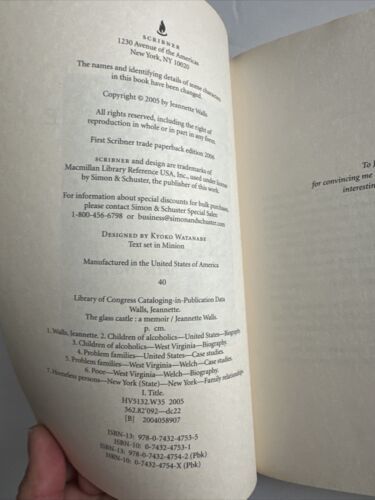 SCRIBNER
1230 Avenue of the Americas
New York, NY 10020
The names and identifying details of some characters
in this book have been changed.
Copyright © 2005 by Jeannette Walls
All rights reserved, including the right of
reproduction in whole or in part in any form.
First Scribner trade paperback edition 2006
SCRIBNER and design are trademarks of
Macmillan Library Reference USA, Inc., used under license
by Simon & Schuster, the publisher of this work.
For information about special discounts for bulk purchases,
please contact Simon & Schuster Special Sales:
1-800-456-6798 or business@simonandschuster.com
DESIGNED BY KYOKO WATANABE
Text set in Minion
Manufactured in the United States of America
40
Library of Congress Cataloging-in-Publication Data
Walls, Jeannette.
The glass castle : a memoir / Jeannette Walls.
p. cm.
1. Walls, Jeannette. 2. Children of alcoholics—United States—Biography.
3. Children of alcoholics—West Virginia—Biography.
4. Problem families—United States—Case studies.
5. Problem families—West Virginia—Welch—Case studies.
6. Poor—West Virginia—Welch—Biography.
7. Homeless persons—New York (State)—New York—Family relationships.
I. Title.
HV5132.W35 2005
362.82'092—dc22
[B] 2004058907
ISBN-13: 978-0-7432-4753-5
ISBN-10: 0-7432-4753-1
ISBN-13: 978-0-7432-4754-2 (Pbk)
ISBN-10: 0-7432-4754-X (Pbk)
To
for convincing me
interestin